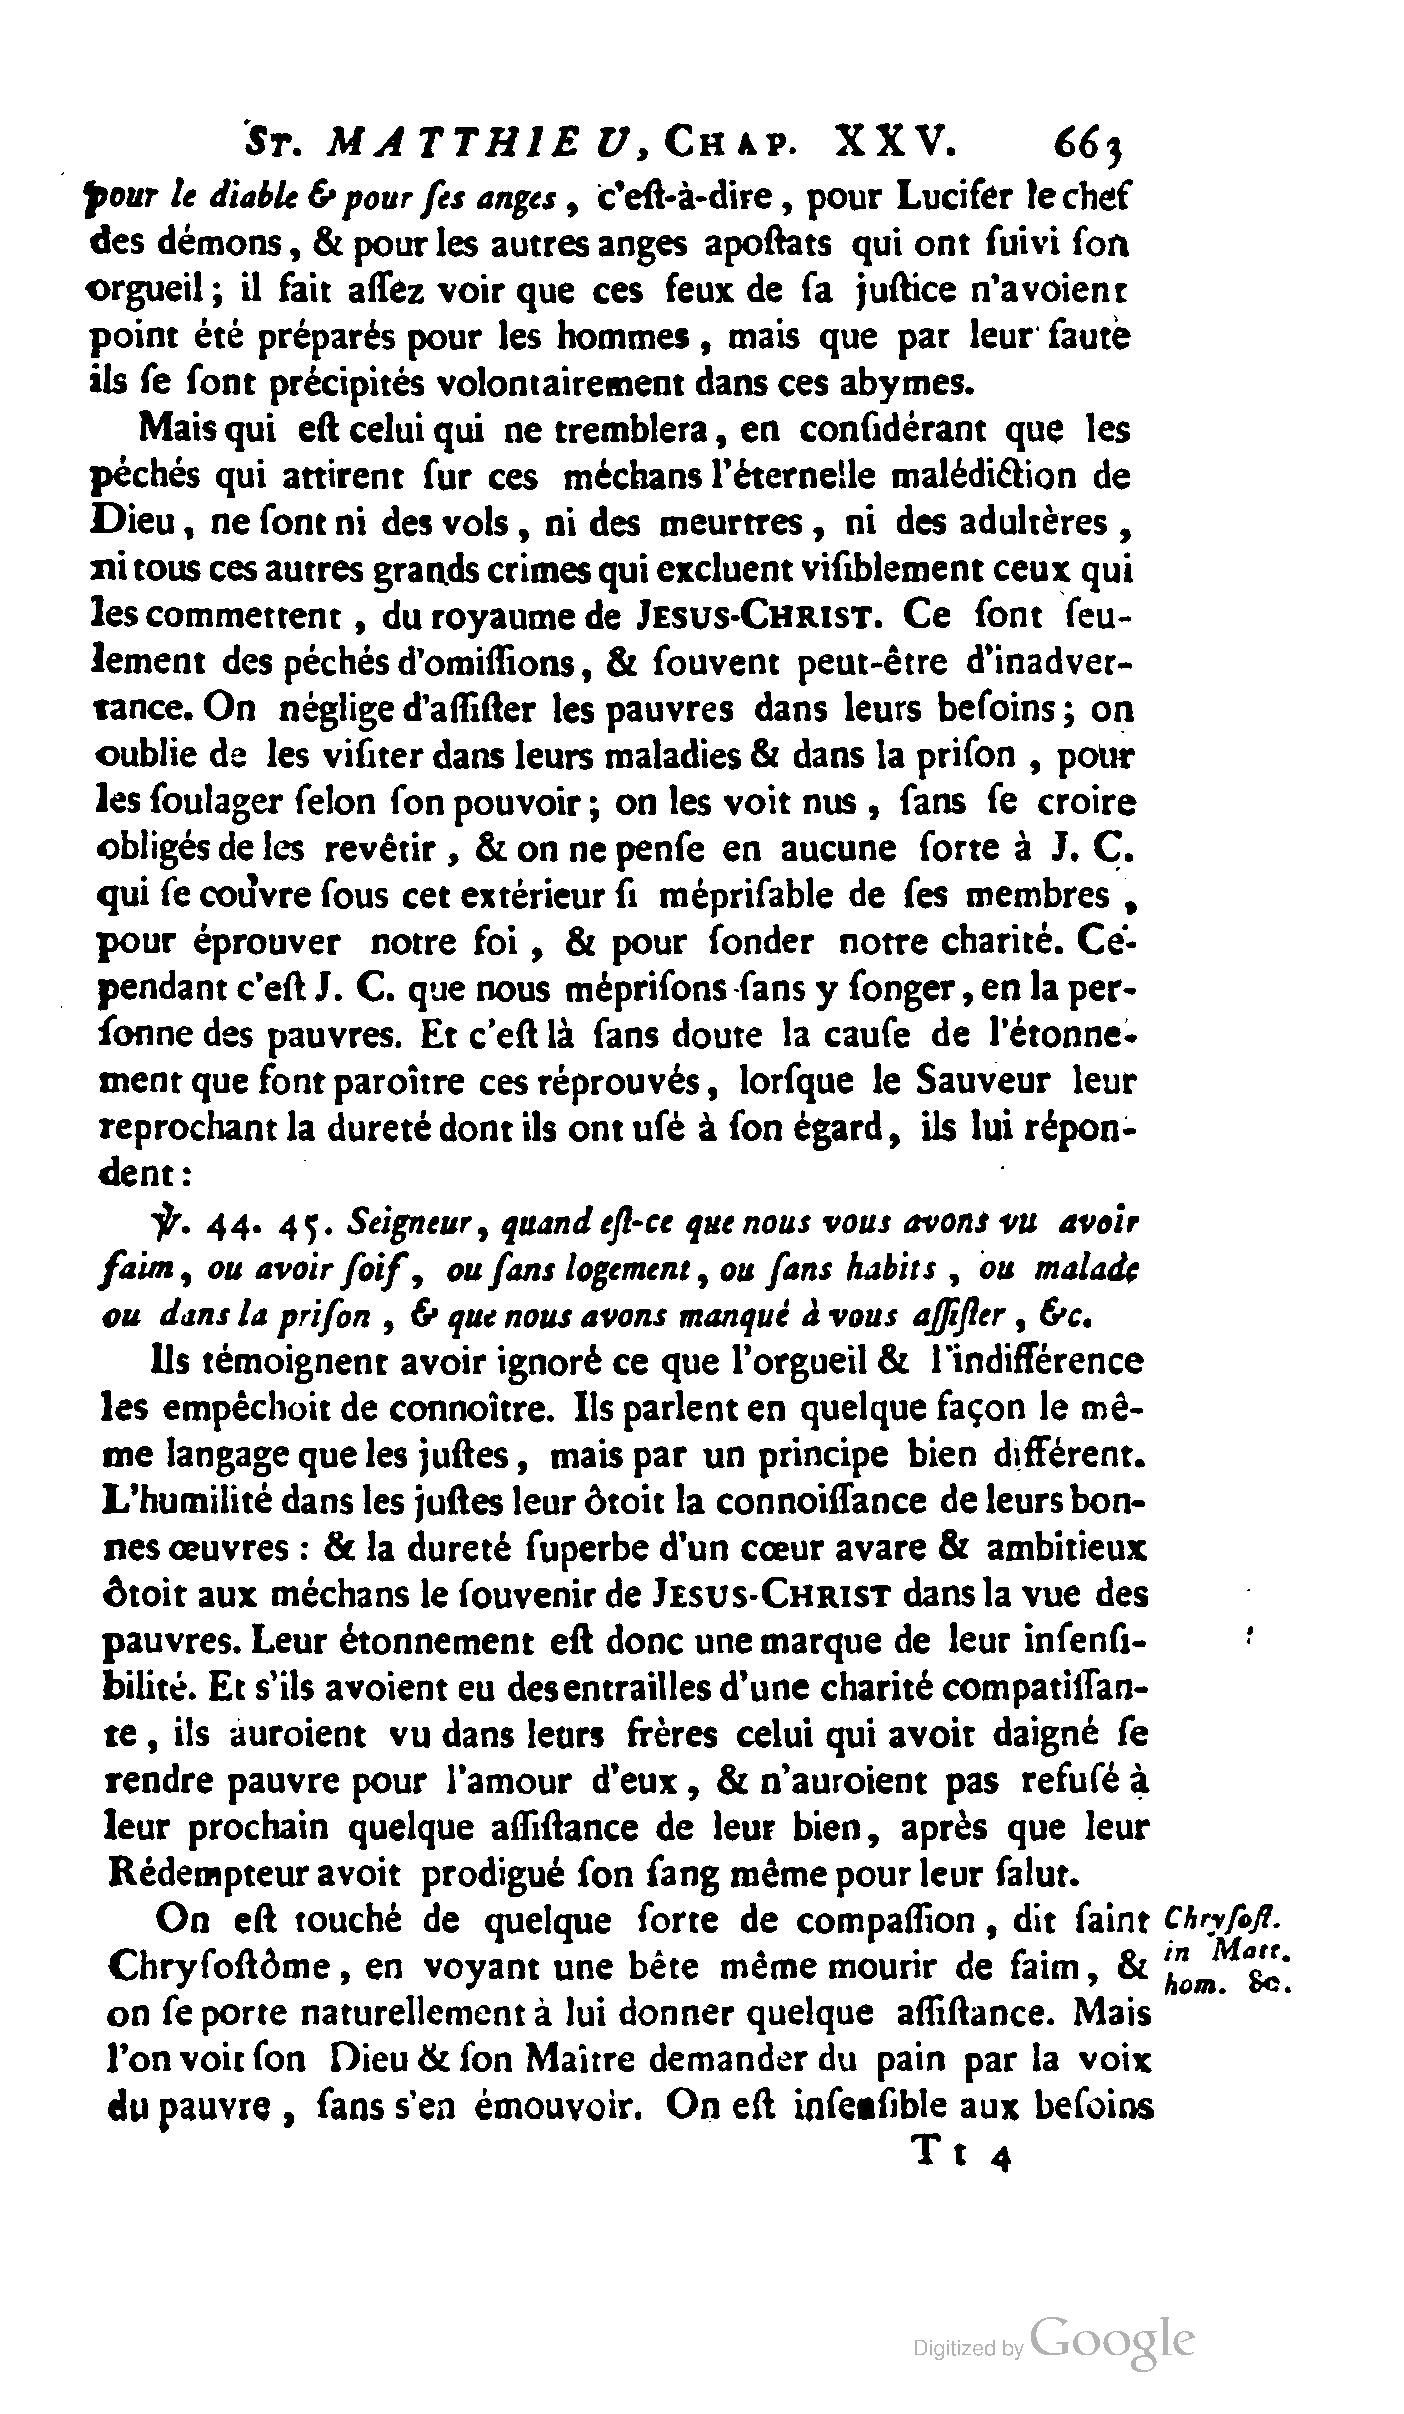 St. MATTHIEU, Chap. XXV. 663
pour le diable & pour ſes anges, c'eſt-à-dire, pour Lucifer le chef
des démons, & pour les autres anges apoſtats qui ont ſuivi ſon
orgueil; il fait aſſez voir que ces feux de ſa juſtice n'avoient
point été préparés pour les hommes, mais que par leur faute
ils ſe ſont précipités volontairement dans ces abymes.
Mais qui eſt celui qui ne tremblera, en conſidérant que les
péchés qui attirent ſur ces méchans l'éternelle malédiction de
Dieu, ne ſont ni des vols, ni des meurtres, ni des adultères,
ni tous ces autres grands crimes qui excluent viſiblement ceux qui
les commettent, du royaume de JESUS-CHRIST. Ce ſont ſeu-
lement des péchés d'omiſſions, & ſouvent peut-être d'inadver-
tance. On néglige d'aſſiſter les pauvres dans leurs beſoins; on
oublie de les viſiter dans leurs maladies & dans la priſon, pour
les ſoulager ſelon ſon pouvoir; on les voit nus, ſans ſe croire
obligés de les revêtir, & on ne penſe en aucune ſorte à J. C.
qui ſe couvre ſous cet extérieur ſi mépriſable de ſes membres,
pour éprouver notre foi, & pour ſonder notre charité. Ce-
pendant c'eſt J. C. que nous mépriſons ſans y ſonger, en la per-
ſonne des pauvres. Et c'eſt là ſans doute la cauſe de l'étonne-
ment que font paroître ces réprouvés, lorſque le Sauveur leur
reprochant la dureté dont ils ont uſé à ſon égard, ils lui répon-
dent:
℣. 44. 45. Seigneur, quand eſt-ce que nous vous avons vu avoir
faim, ou avoir ſoif, ou ſans logement, ou ſans habits, ou malade
ou dans la priſon, & que nous avons manqué à vous aſſiſter, &c.
Ils témoignent avoir ignoré ce que l'orgueil & l'indifférence
les empêchoit de connoître. Ils parlent en quelque façon le mê-
me langage que les juſtes, mais par un principe bien différent.
L'humilité dans les juſtes leur ôtoit la connoiſſance de leurs bon-
nes œuvres : & la dureté ſuperbe d'un cœur avare & ambitieux
ôtoit aux méchans le ſouvenir de JESUS-CHRIST dans la vue des
pauvres. Leur étonnement eſt donc une marque de leur inſenſi-
bilité. Et s'ils avoient eu des entrailles d'une charité compatiſſan-
te, ils auroient vu dans leurs frères celui qui avoit daigné ſe
rendre pauvre pour l'amour d'eux, & n'auroient pas refuſé à
leur prochain quelque aſſiſtance de leur bien, après que leur
Rédempteur avoit prodigué ſon ſang même pour leur ſalut.
On eſt touché de quelque ſorte de compaſſion, dit ſaint
Chryſoſtôme, en voyant une bête même mourir de faim, &
on ſe porte naturellement à lui donner quelque aſſiſtance. Mais
l'on voit ſon Dieu & ſon Maître demander du pain par la voix
du pauvre, ſans s'en émouvoir. On eſt inſenſible aux beſoins
Chryſoſt.
in Matt.
hom. &c.
Tt 4
Digitized by Google